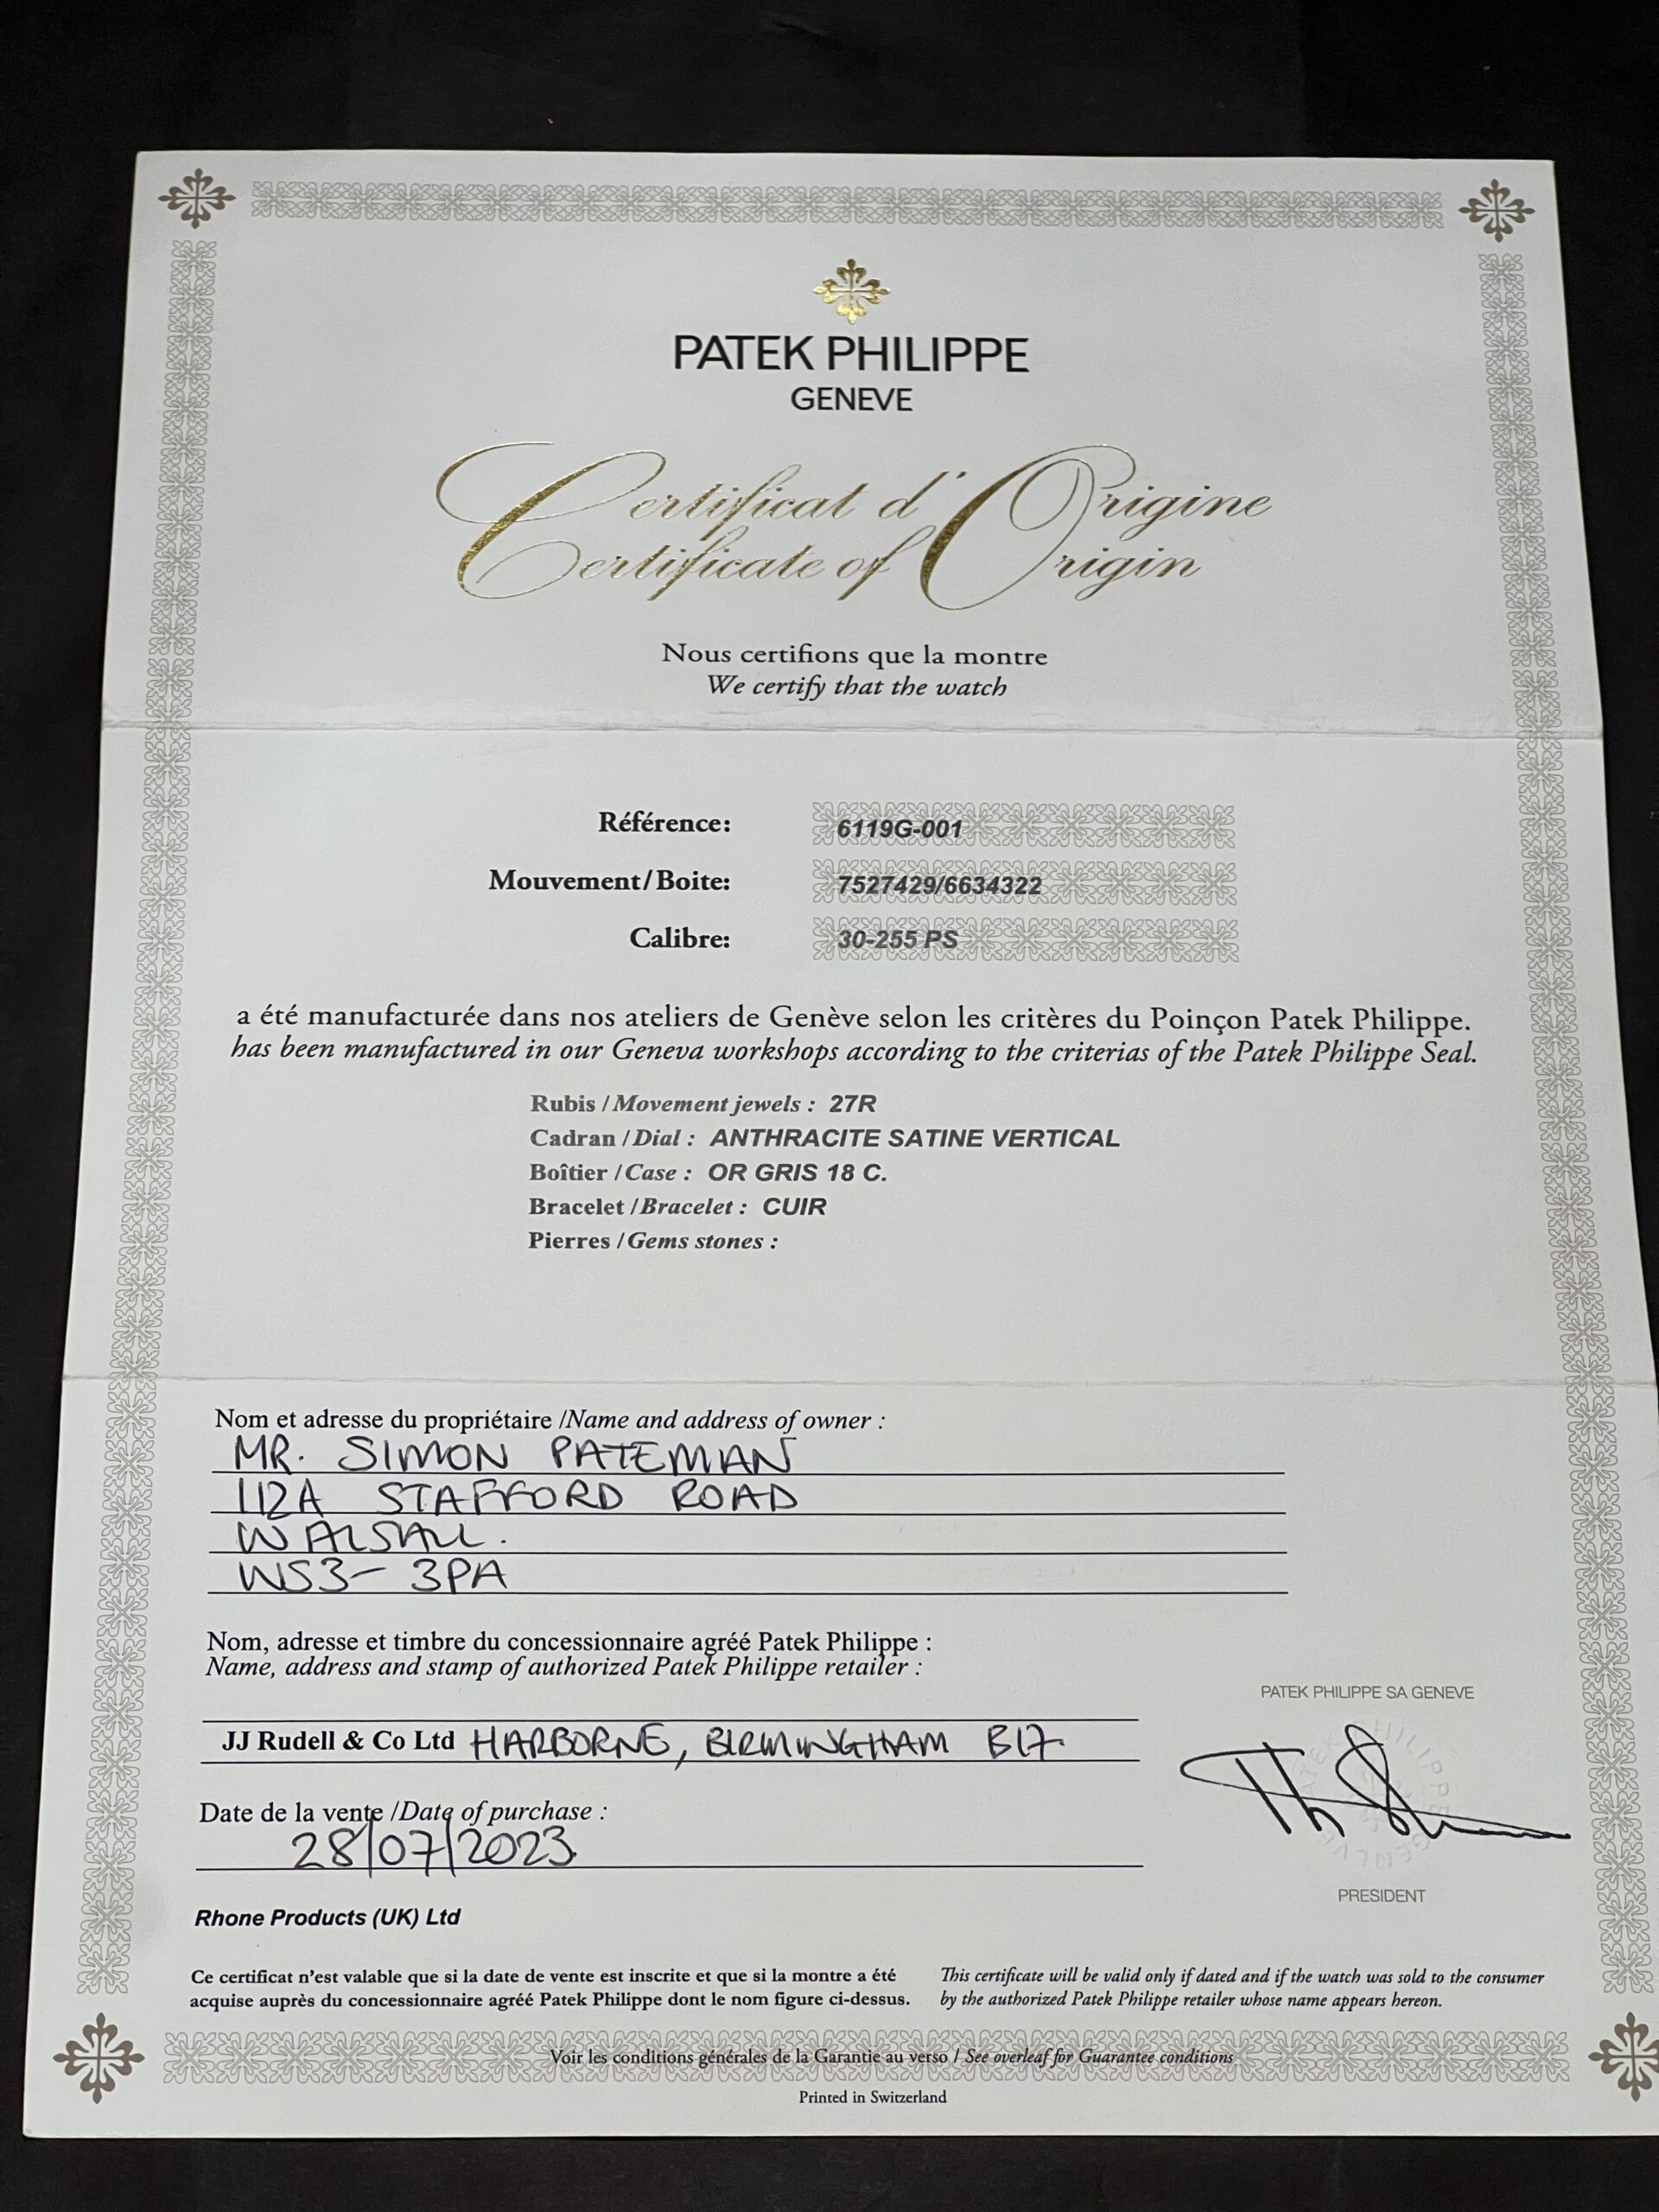 PATEK PHILIPPE
GENEVE
Certificat d'Origine
Certificate of Origin
Nous certifions que la montre
We certify that the watch
Référence: 6119G-001
Mouvement/Boite: 7527429/6634322
Calibre: 30-255 PS
a été manufacturée dans nos ateliers de Genève selon les critères du Poinçon Patek Philippe.
has been manufactured in our Geneva workshops according to the criterias of the Patek Philippe Seal.
Rubis / Movement jewels : 27R
Cadran / Dial : ANTHRACITE SATINE VERTICAL
Boîtier / Case : OR GRIS 18 C.
Bracelet / Bracelet : CUIR
Pierres / Gems stones :
Nom et adresse du propriétaire / Name and address of owner :
MR. SIMON PATEMAN
112A STAFFORD ROAD
WALSALL.
WS3- 3PA
Nom, adresse et timbre du concessionnaire agréé Patek Philippe :
Name, address and stamp of authorized Patek Philippe retailer :
PATEK PHILIPPE SA GENEVE
JJ Rudell & Co Ltd HARBORNE, BIRMINGHAM B17
Date de la vente / Date of purchase :
28/07/2023
PRESIDENT
Rhone Products (UK) Ltd
Ce certificat n'est valable que si la date de vente est inscrite et que si la montre a été
acquise auprès du concessionnaire agréé Patek Philippe dont le nom figure ci-dessus.
This certificate will be valid only if dated and if the watch was sold to the consumer
by the authorized Patek Philippe retailer whose name appears hereon.
Voir les conditions générales de la Garantie au verso / See overleaf for Guarantee conditions
Printed in Switzerland